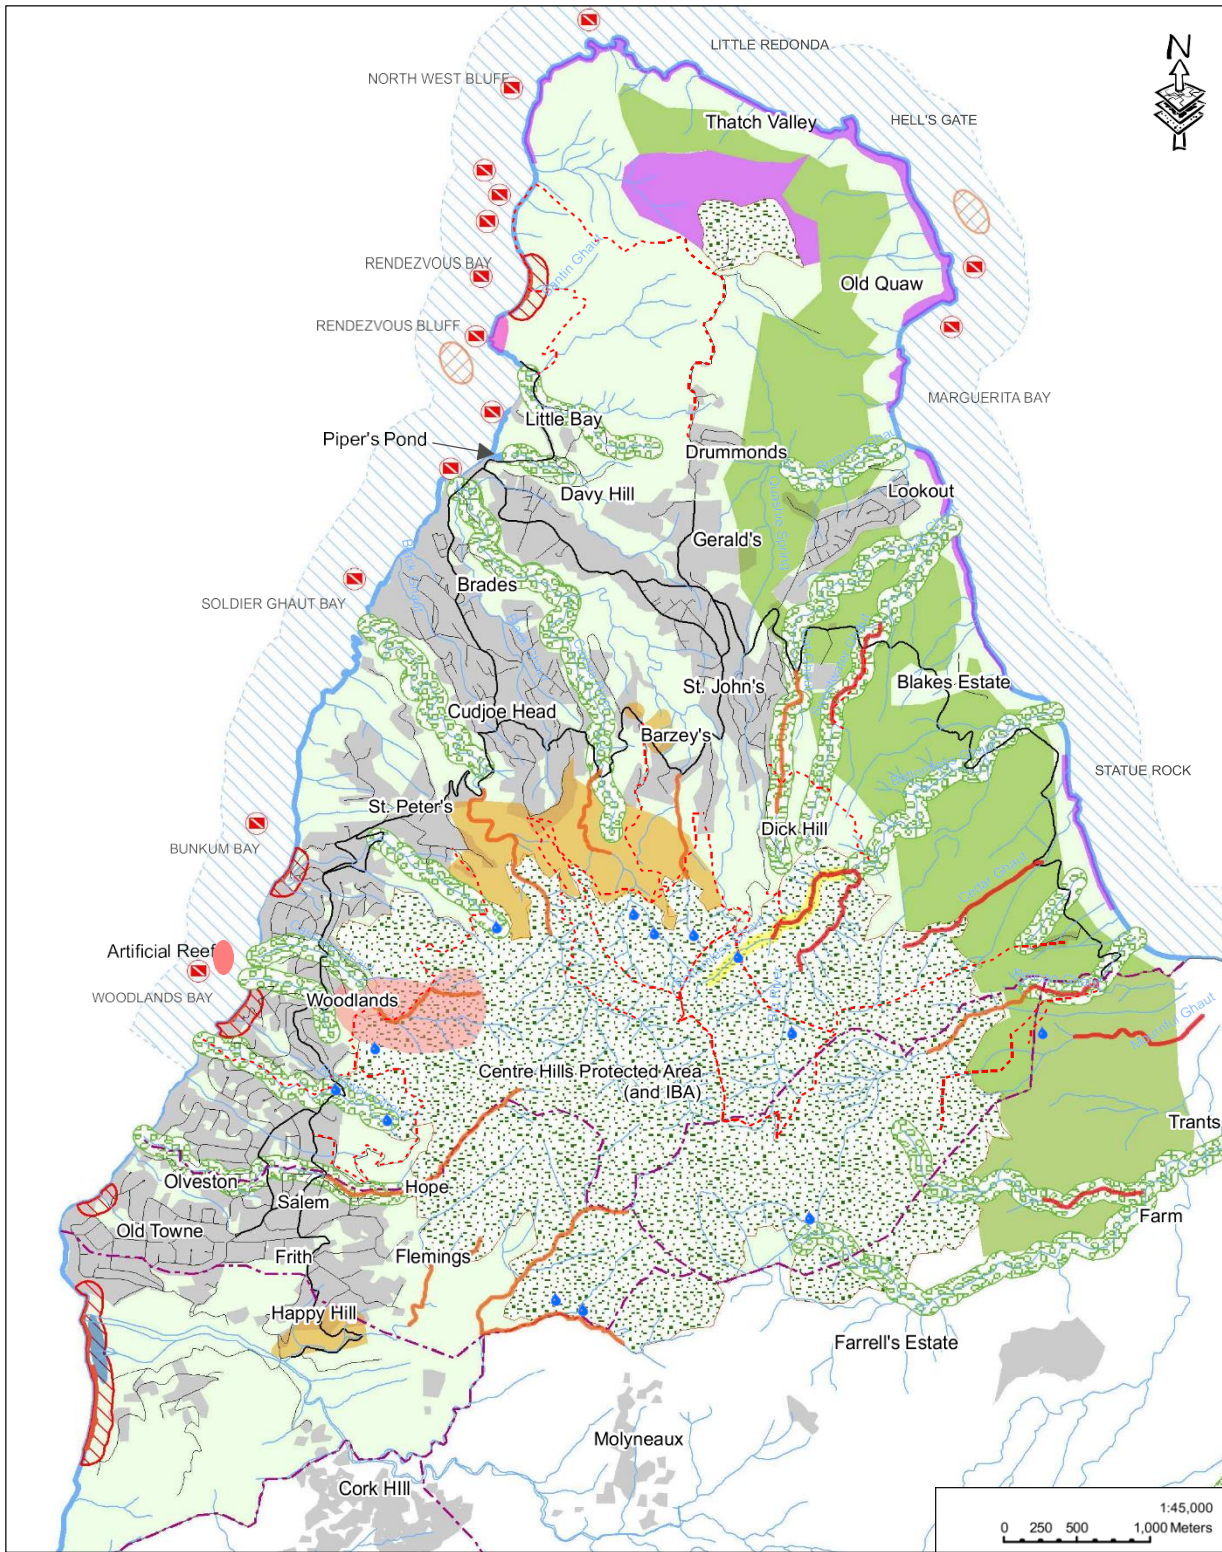 LITTLE REDONDA
N
NORTH WEST BLUFF
HELL'S GATE
Thatch Valley
RENDEZVOUS BAY
Old Quaw
RENDEZVOUS BLUFF
MARGUERITA BAY
Little Bay
Piper's Pond
Drummonds
Davy Hill
Lookout
Gerald's
Brades
SOLDIER GHAUT BAY
St. John's
Blakes Estate
Cudjoe Head
Barzey's
STATUE ROCK
St. Peter's
Dick Hill
BUNKUM BAY
Cedar Ghaut
Artificial Reef
WOODLANDS BAY
Woodlands
Centre Hills Protected Area
(and IBA)
Trants
Olveston
Hope
Salem
Farm
Old Towne
Frith
Flemings
Happy Hill
Farrell's Estate
Molyneaux
Cork HIll
1:45,000
0 250 500 1,000 Meters